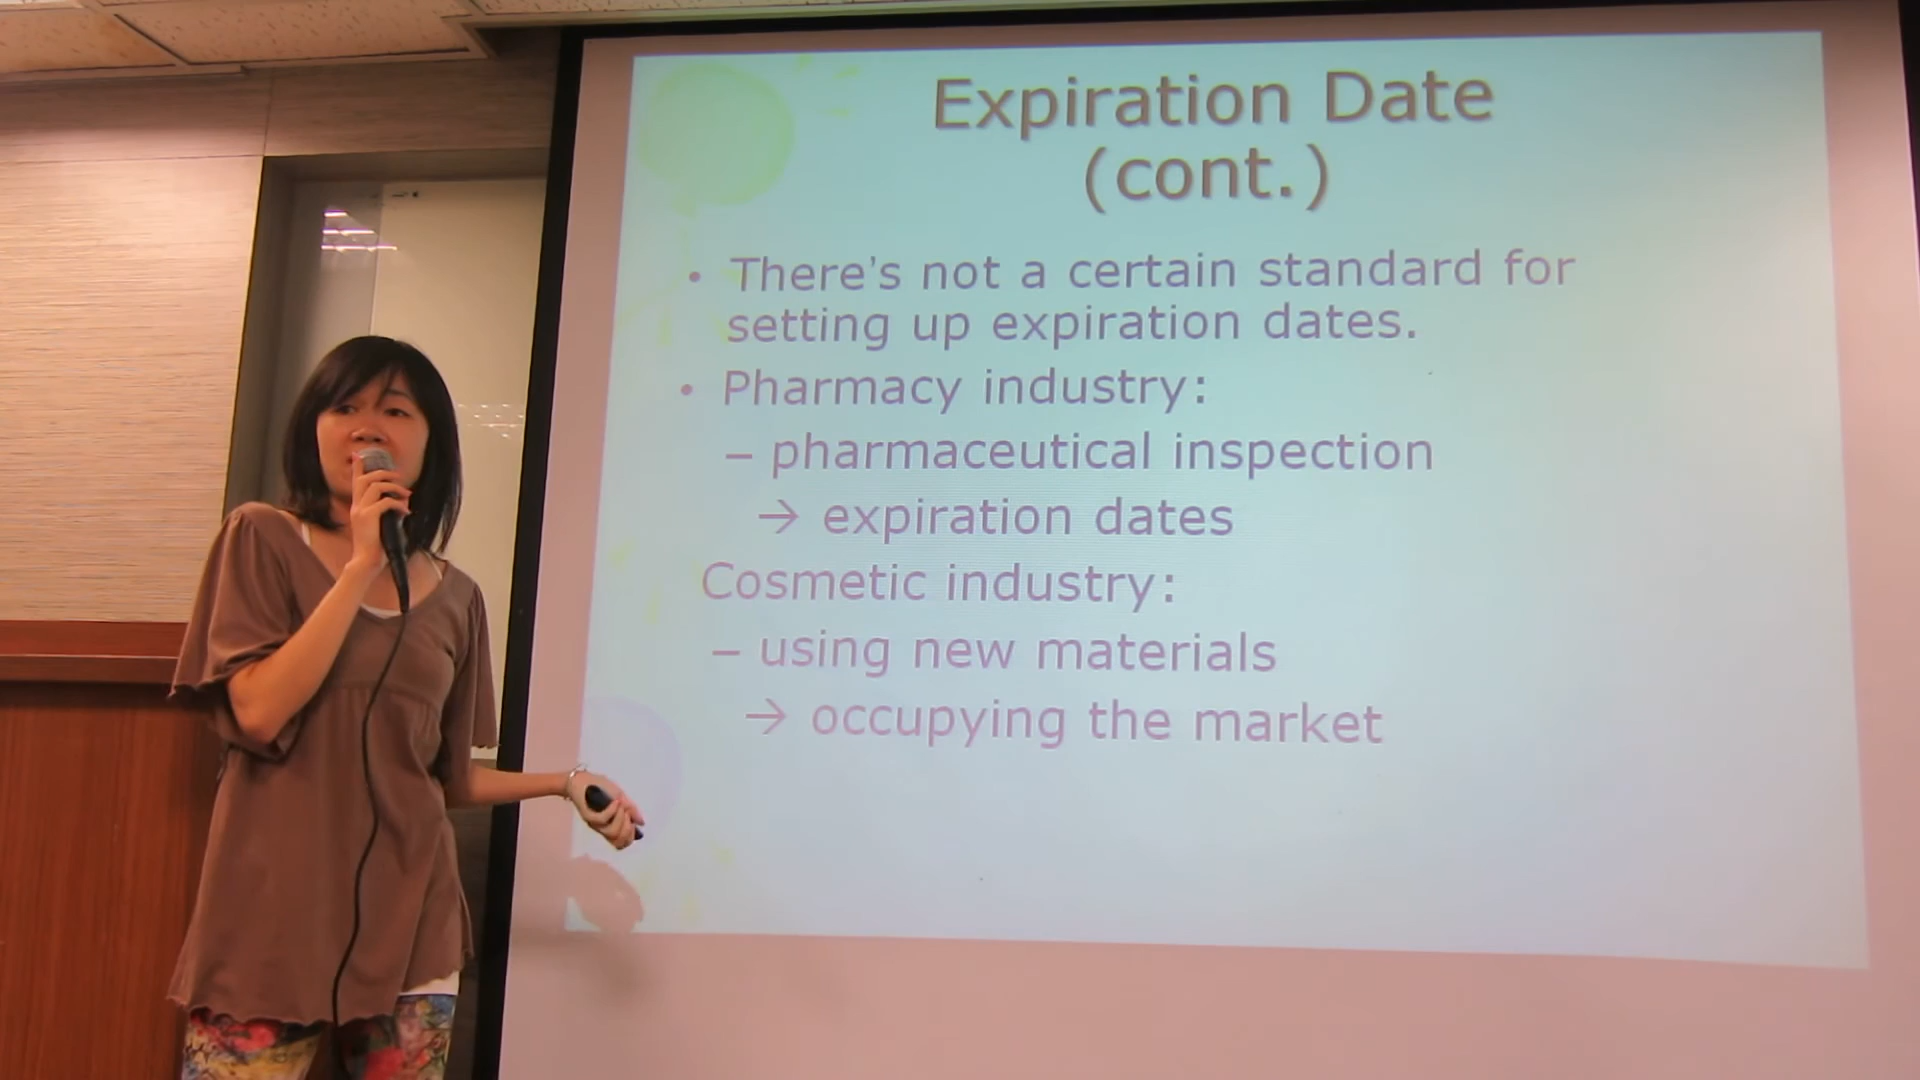 Expiration Date
(cont.)
• There's not a certain standard for
setting up expiration dates.
• Pharmacy industry:
– pharmaceutical inspection
→ expiration dates
Cosmetic industry:
– using new materials
→ occupying the market